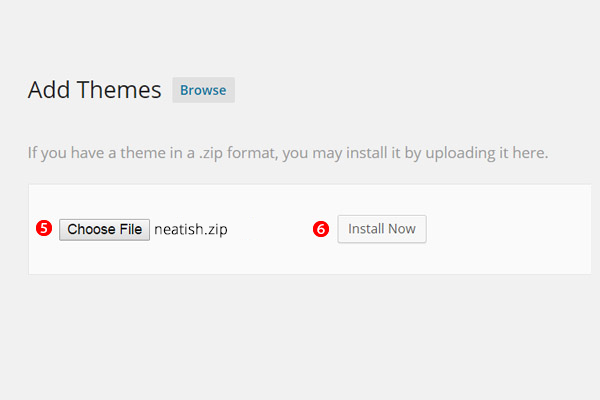 Add Themes Browse
If you have a theme in a .zip format, you may install it by uploading it here.
5 Choose File neatish.zip 6 Install Now